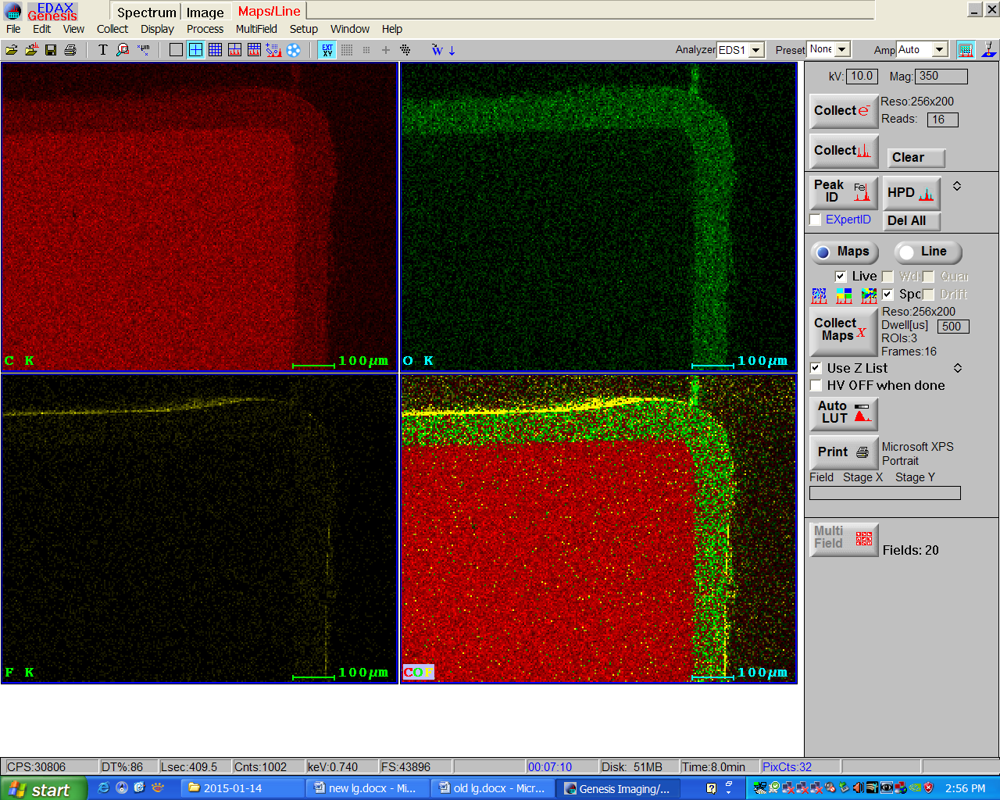 EDAX
Genesis
Spectrum Image Maps/Line
File Edit View Collect Display Process MultiField Setup Window Help
T EXT XY W
Analyzer EDS1 Preset None Amp Auto
kV: 10.0 Mag: 350
Collect e⁻ Reso:256x200
Reads: 16
Collect Clear
Peak ID Fe HPD
EXpertID Del All
Maps Line
Live Wd Quar
Spc Drift
Collect Maps X Reso:256x200
Dwell[us] 500
ROIs:3
Frames:16
Use Z List
HV OFF when done
Auto LUT
Print Microsoft XPS
Portrait
Field Stage X Stage Y
Multi Field Fields: 20
C K 100μm
O K 100μm
F K 100μm
COF 100μm
CPS:30806 DT%:86 Lsec:409.5 Cnts:1002 keV:0.740 FS:43896 00:07:10 Disk: 51MB Time:8.0min PixCts:32
start 2015-01-14 new lg.docx - Mi... old lg.docx - Micr... Genesis Imaging/... 2:56 PM